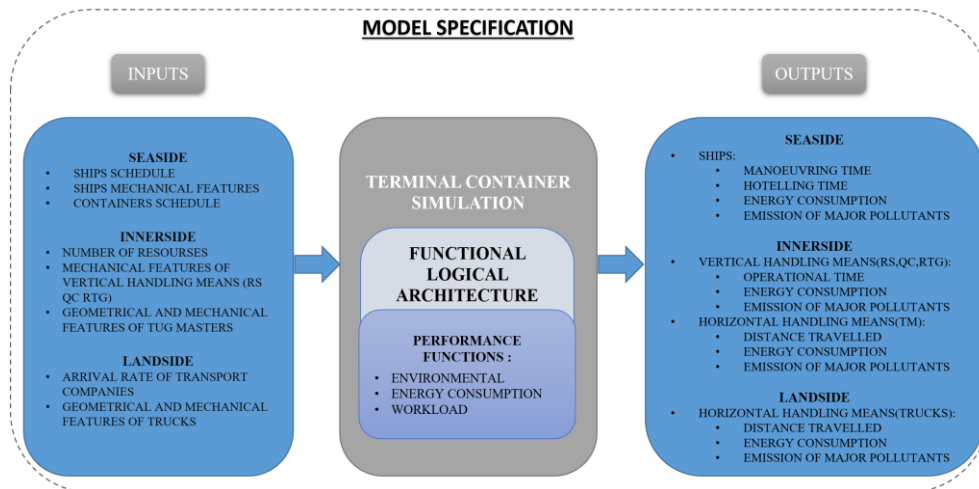 MODEL SPECIFICATION
INPUTS
SEASIDE
• SHIPS SCHEDULE
• SHIPS MECHANICAL FEATURES
• CONTAINERS SCHEDULE
INNERSIDE
• NUMBER OF RESOURSES
• MECHANICAL FEATURES OF
VERTICAL HANDLING MEANS (RS
QC RTG)
• GEOMETRICAL AND MECHANICAL
FEATURES OF TUG MASTERS
LANDSIDE
• ARRIVAL RATE OF TRANSPORT
COMPANIES
• GEOMETRICAL AND MECHANICAL
FEATURES OF TRUCKS
TERMINAL CONTAINER
SIMULATION
FUNCTIONAL
LOGICAL
ARCHITECTURE
PERFORMANCE
FUNCTIONS :
• ENVIRONMENTAL
• ENERGY CONSUMPTION
• WORKLOAD
OUTPUTS
SEASIDE
• SHIPS:
• MANOEUVRING TIME
• HOTELLING TIME
• ENERGY CONSUMPTION
• EMISSION OF MAJOR POLLUTANTS
INNERSIDE
• VERTICAL HANDLING MEANS(RS,QC,RTG):
• OPERATIONAL TIME
• ENERGY CONSUMPTION
• EMISSION OF MAJOR POLLUTANTS
• HORIZONTAL HANDLING MEANS(TM):
• DISTANCE TRAVELLED
• ENERGY CONSUMPTION
• EMISSION OF MAJOR POLLUTANTS
LANDSIDE
• HORIZONTAL HANDLING MEANS(TRUCKS):
• DISTANCE TRAVELLED
• ENERGY CONSUMPTION
• EMISSION OF MAJOR POLLUTANTS